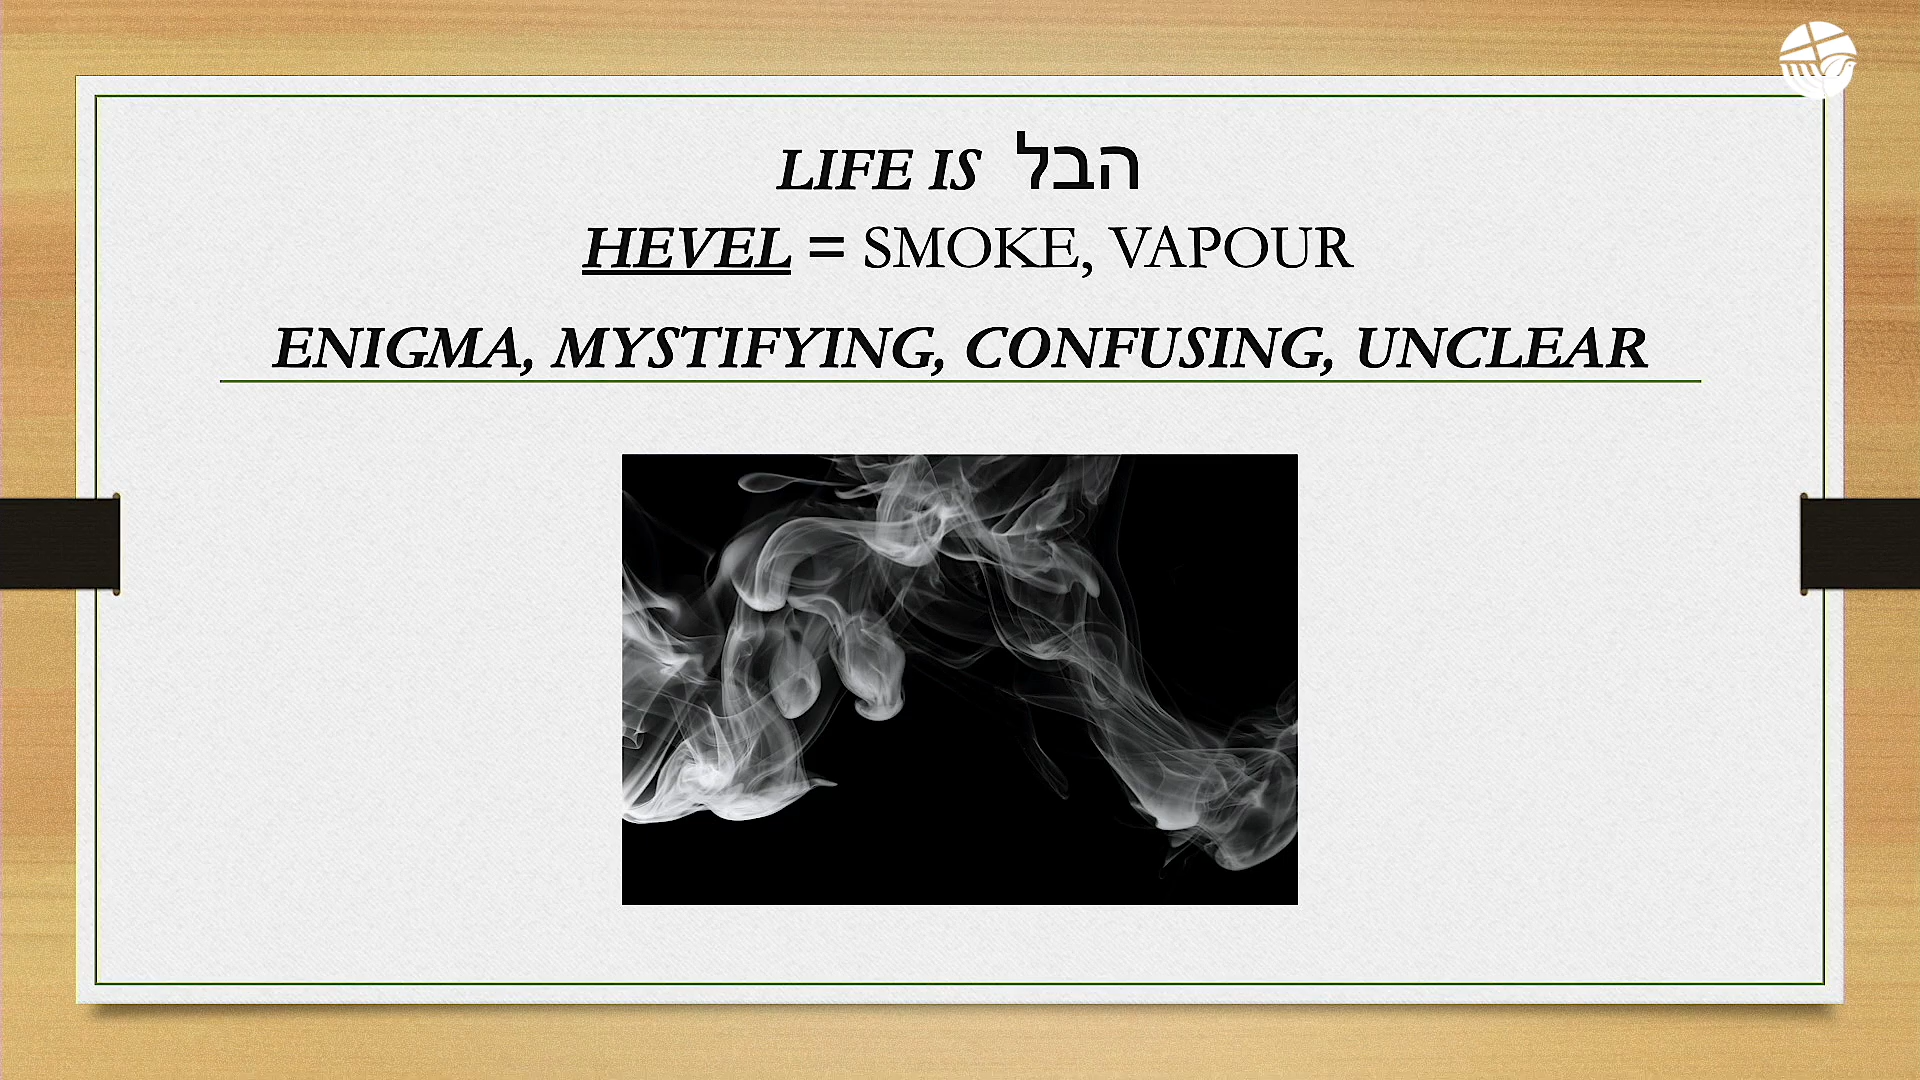 LIFE IS הבל
HEVEL = SMOKE, VAPOUR
ENIGMA, MYSTIFYING, CONFUSING, UNCLEAR